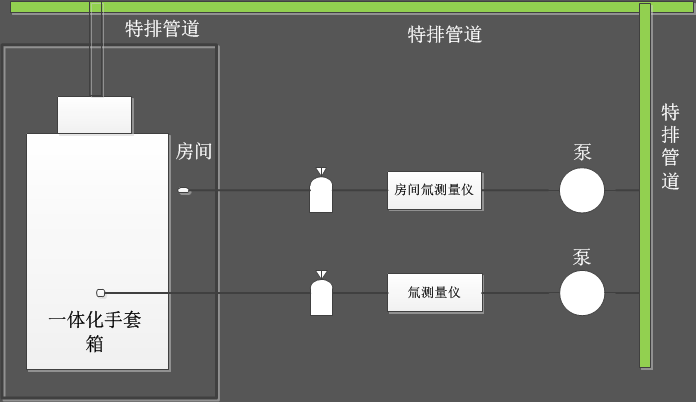 特排管道
特排管道
特排管道
房间
泵
房间氚测量仪
泵
氚测量仪
一体化手套
箱